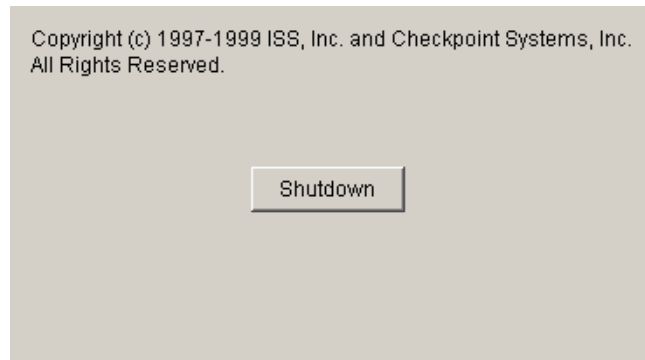 Copyright (c) 1997-1999 ISS, Inc. and Checkpoint Systems, Inc.
All Rights Reserved.
Shutdown